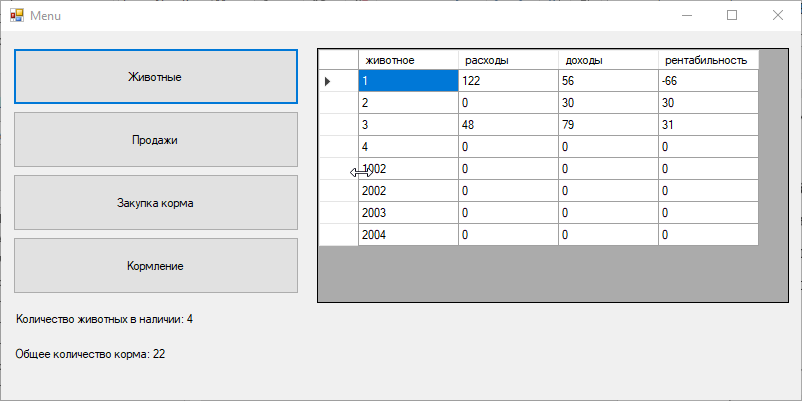 Menu
Животные
Продажи
Закупка корма
Кормление
Количество животных в наличии: 4
Общее количество корма: 22
животное расходы доходы рентабильность
1 122 56 -66
2 0 30 30
3 48 79 31
4 0 0 0
1002 0 0 0
2002 0 0 0
2003 0 0 0
2004 0 0 0